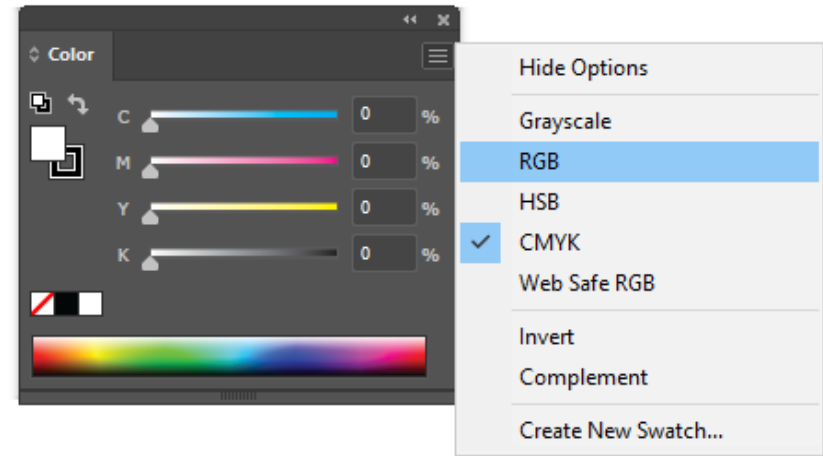 Color
C 0 %
M 0 %
Y 0 %
K 0 %
Hide Options
Grayscale
RGB
HSB
CMYK
Web Safe RGB
Invert
Complement
Create New Swatch...